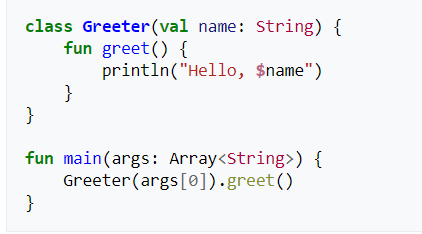 class Greeter(val name: String) {
    fun greet() {
        println("Hello, $name")
    }
}

fun main(args: Array<String>) {
    Greeter(args[0]).greet()
}